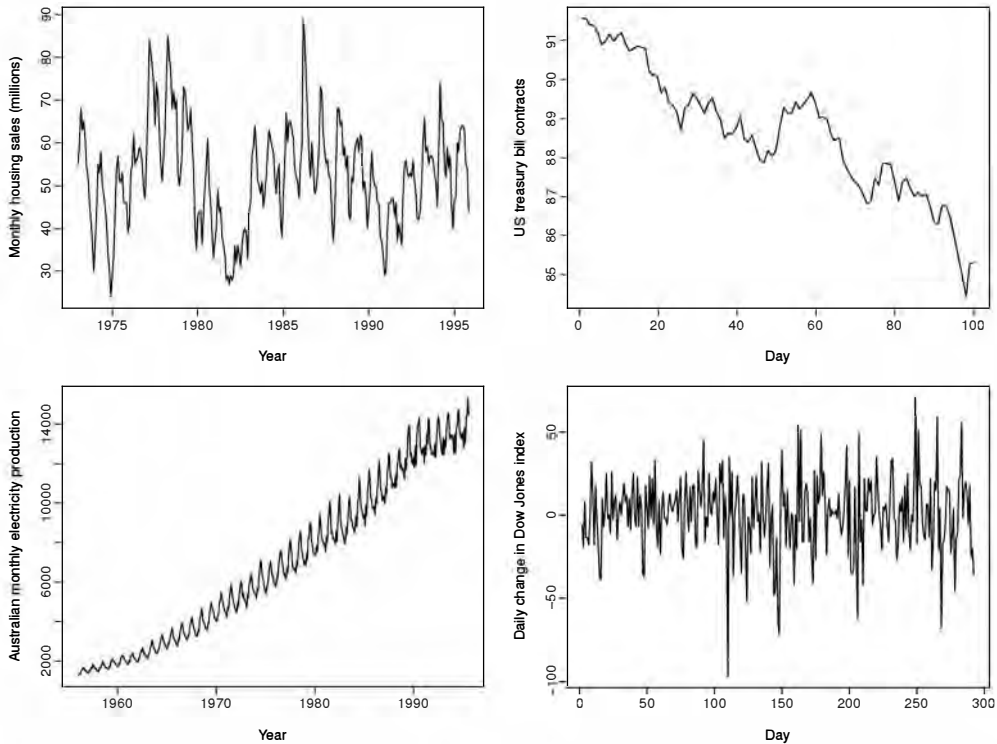 Monthly housing sales (millions)
90
80
70
60
50
40
30
1975 1980 1985 1990 1995
Year
US treasury bill contracts
91
90
89
88
87
86
85
0 20 40 60 80 100
Day
Australian monthly electricity production
14000
10000
6000
2000
1960 1970 1980 1990
Year
Daily change in Dow Jones index
50
0
-50
-100
0 50 100 150 200 250 300
Day